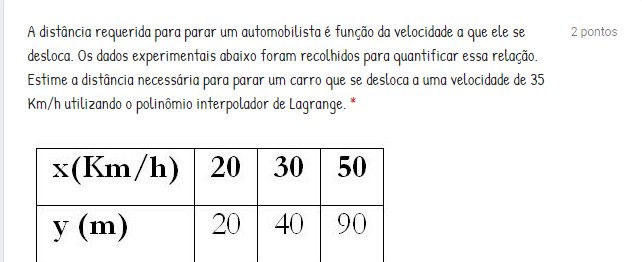 A distância requerida para parar um automobilista é função da velocidade a que ele se
2 pontos
desloca. Os dados experimentais abaixo foram recolhidos para quantificar essa relação.
Estime a distância necessária para parar um carro que se desloca a uma velocidade de 35
Km/h utilizando o polinômio interpolador de Lagrange. *
x(Km/h) 20 30 50
y (m) 20 40 90